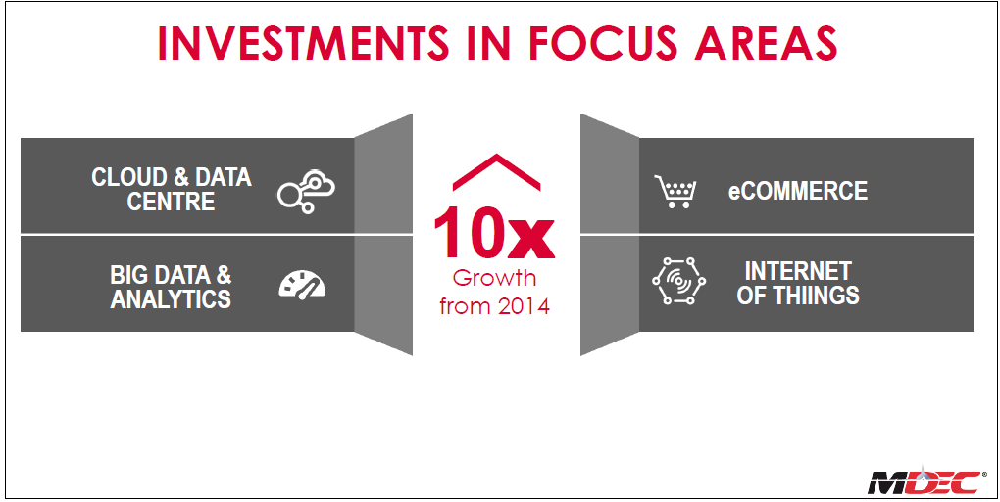 INVESTMENTS IN FOCUS AREAS
CLOUD & DATA
CENTRE
BIG DATA &
ANALYTICS
10x
Growth
from 2014
eCOMMERCE
INTERNET
OF THIINGS
MDEC®